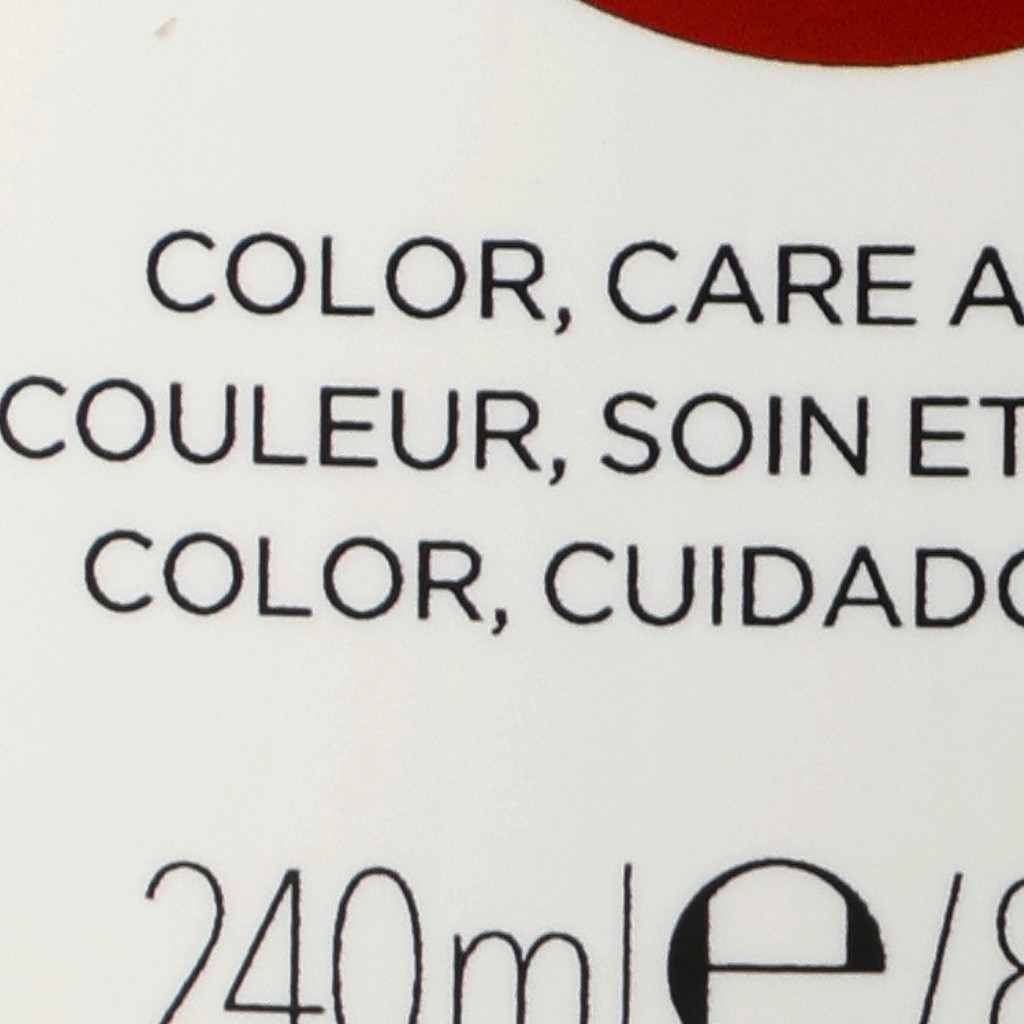 COLOR, CARE A
COULEUR, SOIN ET
COLOR, CUIDADO
240ml e / 8